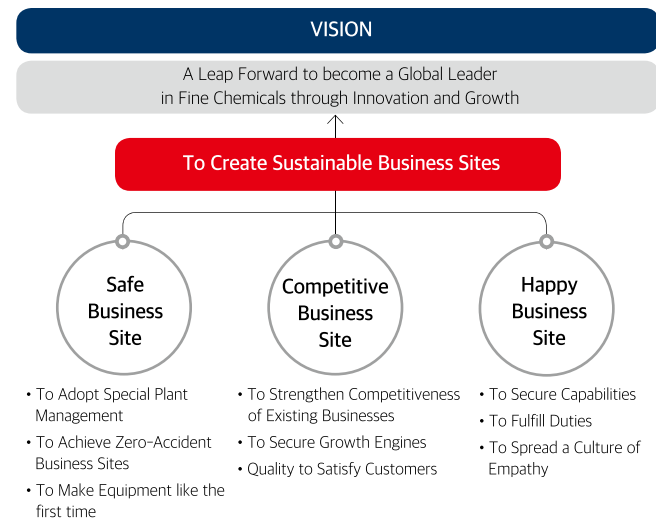 VISION
A Leap Forward to become a Global Leader
in Fine Chemicals through Innovation and Growth
To Create Sustainable Business Sites
Safe
Business
Site
• To Adopt Special Plant
Management
• To Achieve Zero-Accident
Business Sites
• To Make Equipment like the
first time
Competitive
Business
Site
• To Strengthen Competitiveness
of Existing Businesses
• To Secure Growth Engines
• Quality to Satisfy Customers
Happy
Business
Site
• To Secure Capabilities
• To Fulfill Duties
• To Spread a Culture of
Empathy